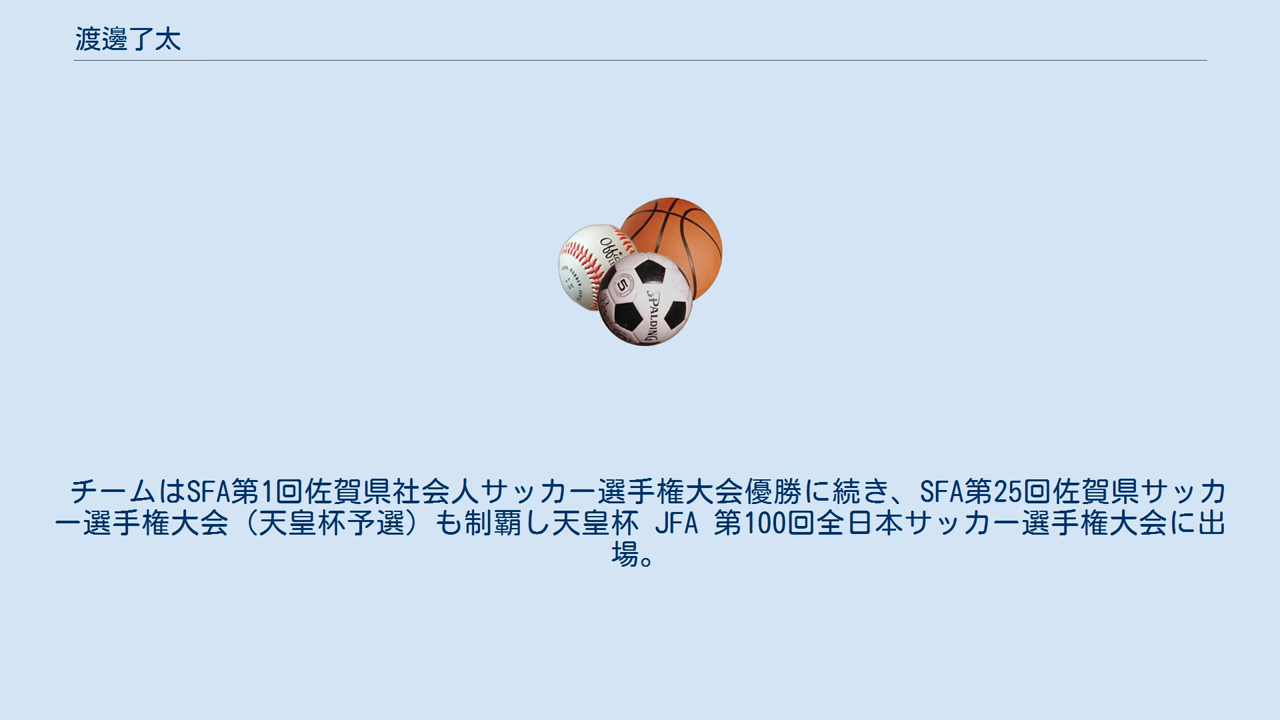 渡邊了太
Offic
5
SPALDING
チームはSFA第1回佐賀県社会人サッカー選手権大会優勝に続き、SFA第25回佐賀県サッカ
ー選手権大会（天皇杯予選）も制覇し天皇杯 JFA 第100回全日本サッカー選手権大会に出
場。